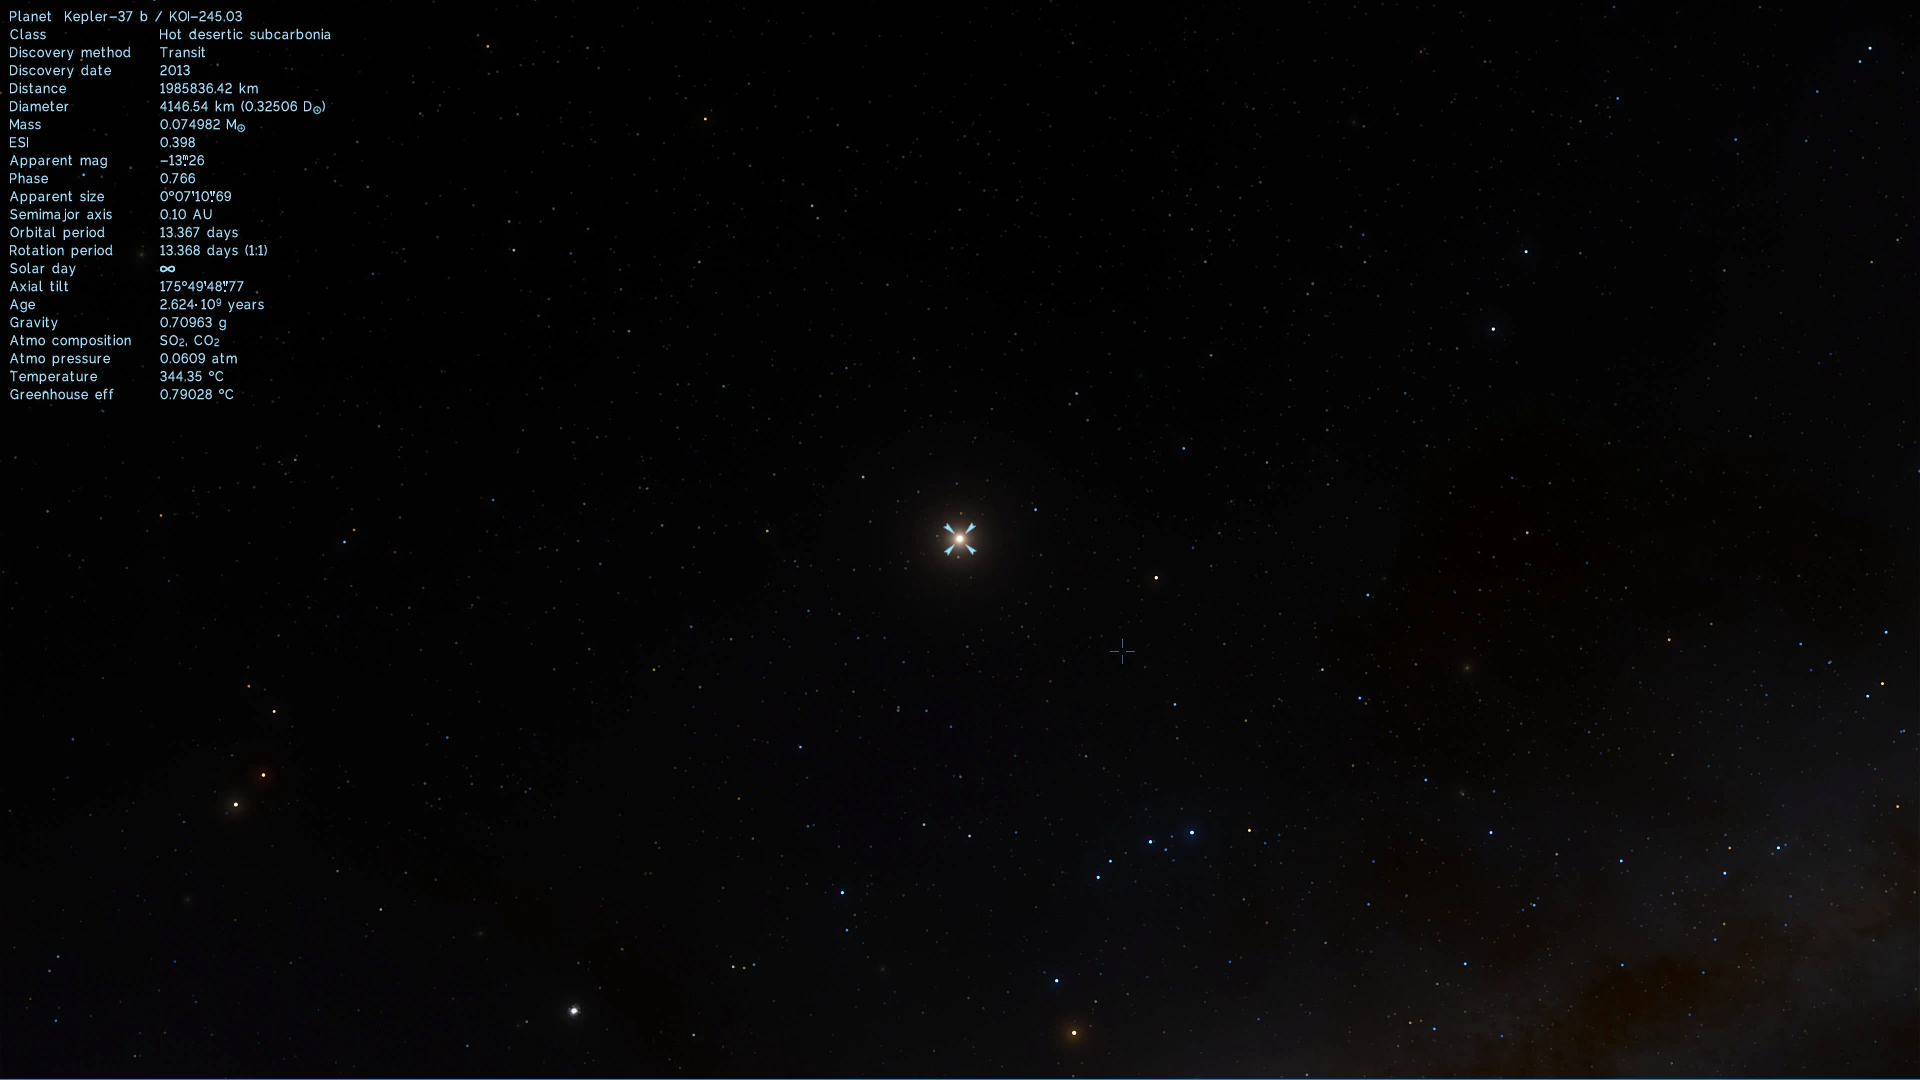 Planet Kepler-37 b / KOI-245.03
Class Hot desertic subcarbonia
Discovery method Transit
Discovery date 2013
Distance 1985836.42 km
Diameter 4146.54 km (0.32506 D⊕)
Mass 0.074982 M⊕
ESI 0.398
Apparent mag -13ᵐ.26
Phase 0.766
Apparent size 0°07'10".69
Semimajor axis 0.10 AU
Orbital period 13.367 days
Rotation period 13.368 days (1:1)
Solar day ∞
Axial tilt 175°49'48".77
Age 2.624·10⁹ years
Gravity 0.70963 g
Atmo composition SO₂, CO₂
Atmo pressure 0.0609 atm
Temperature 344.35 ºC
Greenhouse eff 0.79028 ºC